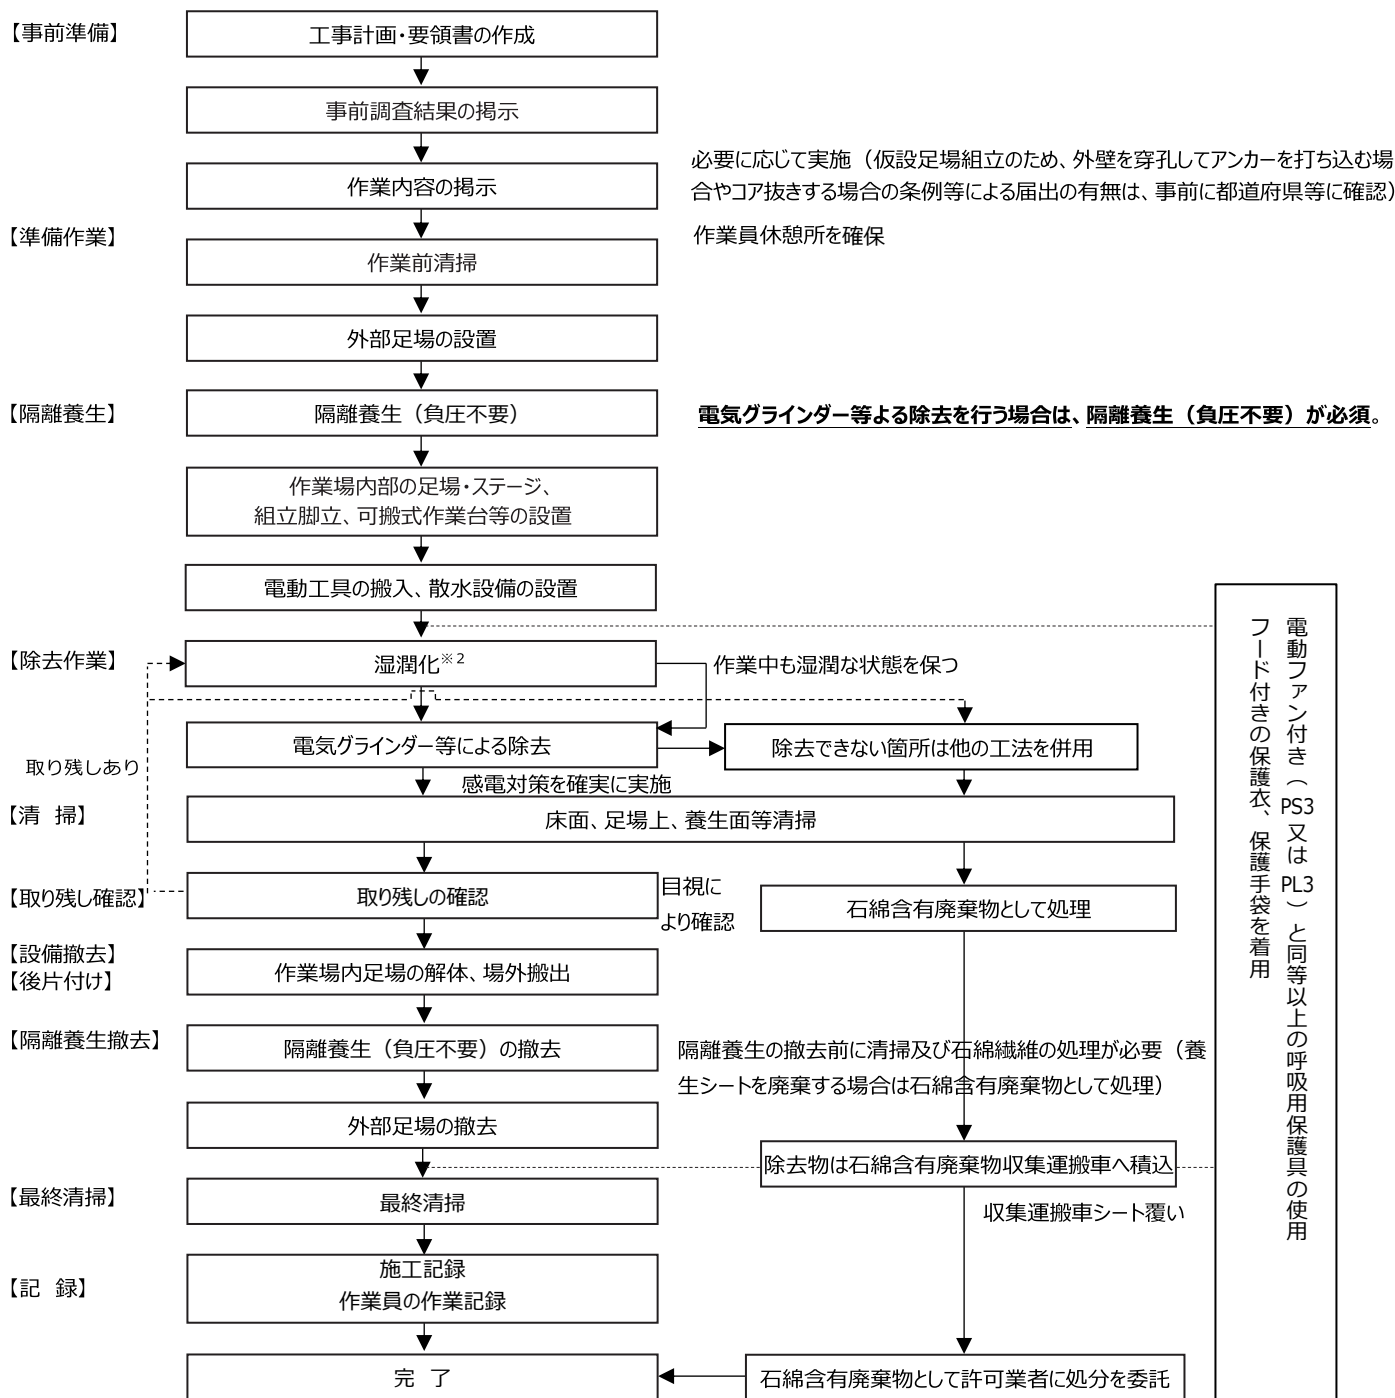 【事前準備】
工事計画・要領書の作成
事前調査結果の掲示
作業内容の掲示
必要に応じて実施（仮設足場組立のため、外壁を穿孔してアンカーを打ち込む場
合やコア抜きする場合の条例等による届出の有無は、事前に都道府県等に確認）
【準備作業】
作業員休憩所を確保
作業前清掃
外部足場の設置
【隔離養生】
隔離養生（負圧不要）
電気グラインダー等よる除去を行う場合は、隔離養生（負圧不要）が必須。
作業場内部の足場・ステージ、
組立脚立、可搬式作業台等の設置
電動工具の搬入、散水設備の設置
【除去作業】
湿潤化※2
作業中も湿潤な状態を保つ
電気グラインダー等による除去
除去できない箇所は他の工法を併用
取り残しあり
感電対策を確実に実施
【清　掃】
床面、足場上、養生面等清掃
【取り残し確認】
取り残しの確認
目視に
より確認
石綿含有廃棄物として処理
【設備撤去】
【後片付け】
作業場内足場の解体、場外搬出
【隔離養生撤去】
隔離養生（負圧不要）の撤去
隔離養生の撤去前に清掃及び石綿繊維の処理が必要（養
生シートを廃棄する場合は石綿含有廃棄物として処理）
外部足場の撤去
除去物は石綿含有廃棄物収集運搬車へ積込
【最終清掃】
最終清掃
収集運搬車シート覆い
【記　録】
施工記録
作業員の作業記録
完　了
石綿含有廃棄物として許可業者に処分を委託
電動ファン付き（PS3又はPL3）と同等以上の呼吸用保護具の使用
フード付きの保護衣、保護手袋を着用